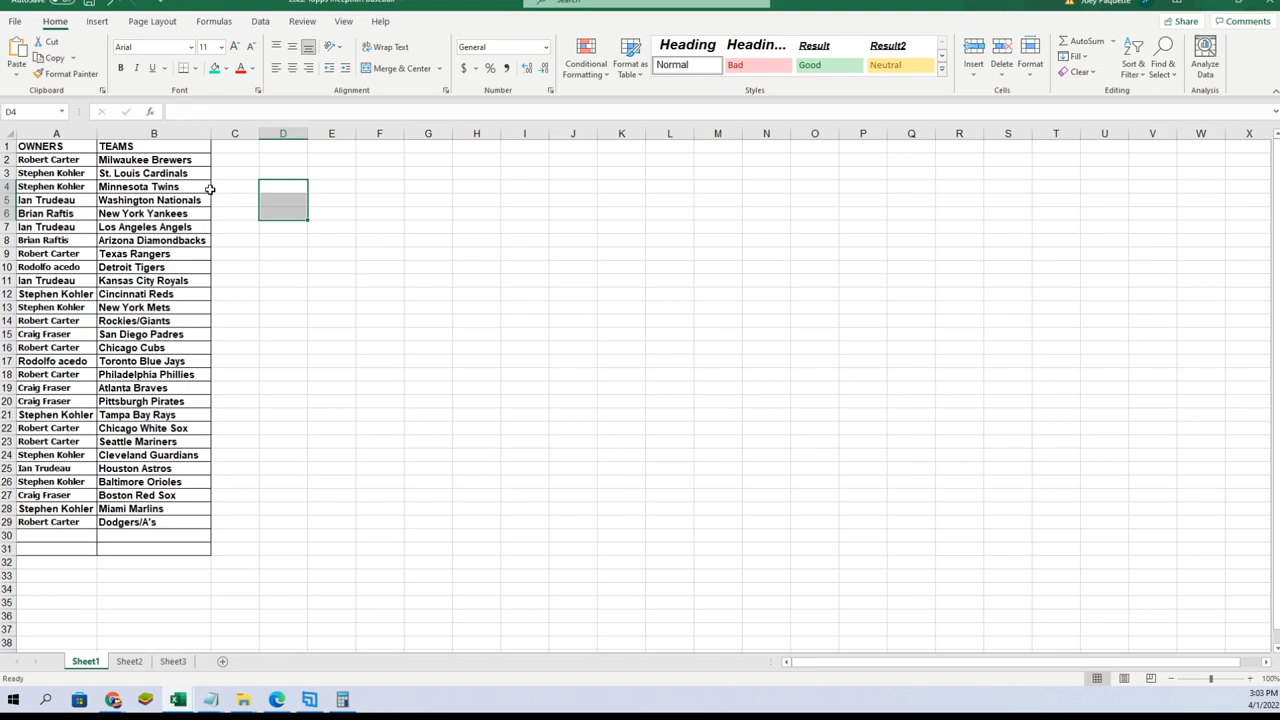 Joey Paquette
File Home Insert Page Layout Formulas Data Review View Help Share Comments
Cut
Copy
Format Painter
Paste
Arial 11
Wrap Text
Merge & Center
General
Conditional Formatting
Format as Table
Heading Headin... Result Result2
Normal Bad Good Neutral
Insert Delete Format
AutoSum
Fill
Clear
Sort & Filter
Find & Select
Analyze Data
Clipboard Font Alignment Number Styles Cells Editing Analysis
D4
A B C D E F G H I J K L M N O P Q R S T U V W X
1 OWNERS TEAMS
2 Robert Carter Milwaukee Brewers
3 Stephen Kohler St. Louis Cardinals
4 Stephen Kohler Minnesota Twins
5 Ian Trudeau Washington Nationals
6 Brian Raftis New York Yankees
7 Ian Trudeau Los Angeles Angels
8 Brian Raftis Arizona Diamondbacks
9 Robert Carter Texas Rangers
10 Rodolfo acedo Detroit Tigers
11 Ian Trudeau Kansas City Royals
12 Stephen Kohler Cincinnati Reds
13 Stephen Kohler New York Mets
14 Robert Carter Rockies/Giants
15 Craig Fraser San Diego Padres
16 Robert Carter Chicago Cubs
17 Rodolfo acedo Toronto Blue Jays
18 Robert Carter Philadelphia Phillies
19 Craig Fraser Atlanta Braves
20 Craig Fraser Pittsburgh Pirates
21 Stephen Kohler Tampa Bay Rays
22 Robert Carter Chicago White Sox
23 Robert Carter Seattle Mariners
24 Stephen Kohler Cleveland Guardians
25 Ian Trudeau Houston Astros
26 Stephen Kohler Baltimore Orioles
27 Craig Fraser Boston Red Sox
28 Stephen Kohler Miami Marlins
29 Robert Carter Dodgers/A's
30
31
32
33
34
35
36
37
38
Sheet1 Sheet2 Sheet3
Ready 100%
3:03 PM
4/1/2022